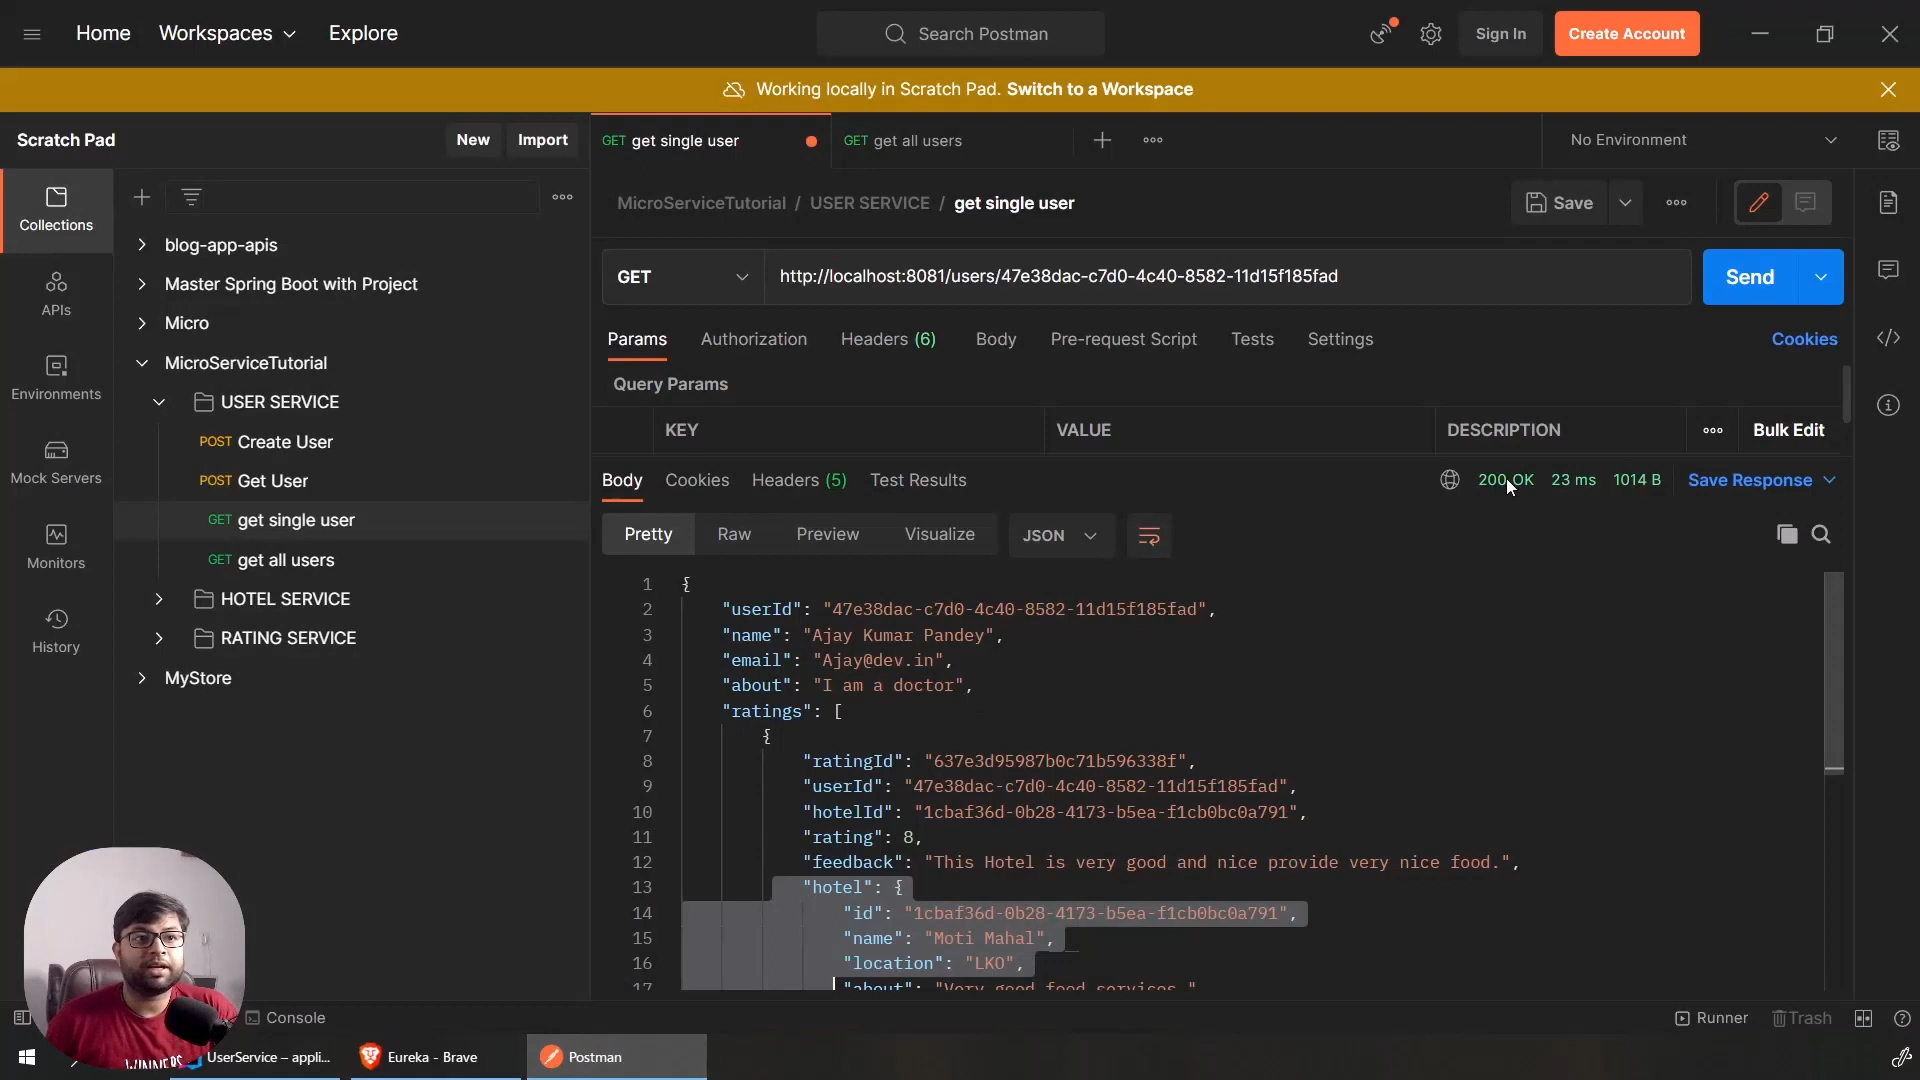 Home Workspaces Explore Search Postman Sign In Create Account
Working locally in Scratch Pad. Switch to a Workspace
Scratch Pad New Import GET get single user GET get all users No Environment
Collections
APIs
Environments
Mock Servers
Monitors
History
blog-app-apis
Master Spring Boot with Project
Micro
MicroServiceTutorial
USER SERVICE
POST Create User
POST Get User
GET get single user
GET get all users
HOTEL SERVICE
RATING SERVICE
MyStore
MicroServiceTutorial / USER SERVICE / get single user Save
GET http://localhost:8081/users/47e38dac-c7d0-4c40-8582-11d15f185fad Send
Params Authorization Headers (6) Body Pre-request Script Tests Settings Cookies
Query Params
KEY VALUE DESCRIPTION Bulk Edit
Body Cookies Headers (5) Test Results 200 OK 23 ms 1014 B Save Response
Pretty Raw Preview Visualize JSON
1 {
2 "userId": "47e38dac-c7d0-4c40-8582-11d15f185fad",
3 "name": "Ajay Kumar Pandey",
4 "email": "Ajay@dev.in",
5 "about": "I am a doctor",
6 "ratings": [
7 {
8 "ratingId": "637e3d95987b0c71b596338f",
9 "userId": "47e38dac-c7d0-4c40-8582-11d15f185fad",
10 "hotelId": "1cbaf36d-0b28-4173-b5ea-f1cb0bc0a791",
11 "rating": 8,
12 "feedback": "This Hotel is very good and nice provide very nice food.",
13 "hotel": {
14 "id": "1cbaf36d-0b28-4173-b5ea-f1cb0bc0a791",
15 "name": "Moti Mahal",
16 "location": "LKO",
17 "about": "Very good food services."
Console Runner Trash
WINNERS
UserService – appli... Eureka - Brave Postman